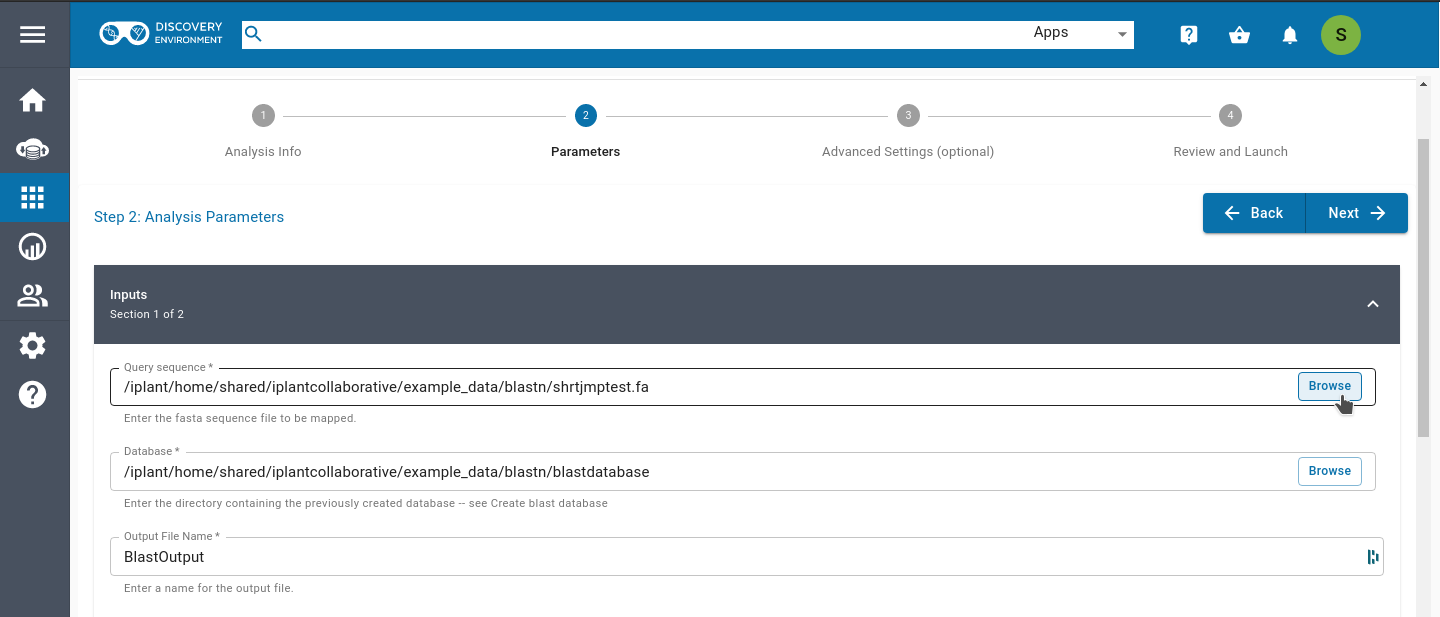 DISCOVERY
ENVIRONMENT
Apps
S
1
2
3
4
Analysis Info
Parameters
Advanced Settings (optional)
Review and Launch
Step 2: Analysis Parameters
Back
Next
Inputs
Section 1 of 2
Query sequence *
/iplant/home/shared/iplantcollaborative/example_data/blastn/shrtjmptest.fa
Browse
Enter the fasta sequence file to be mapped.
Database *
/iplant/home/shared/iplantcollaborative/example_data/blastn/blastdatabase
Browse
Enter the directory containing the previously created database -- see Create blast database
Output File Name *
BlastOutput
Enter a name for the output file.